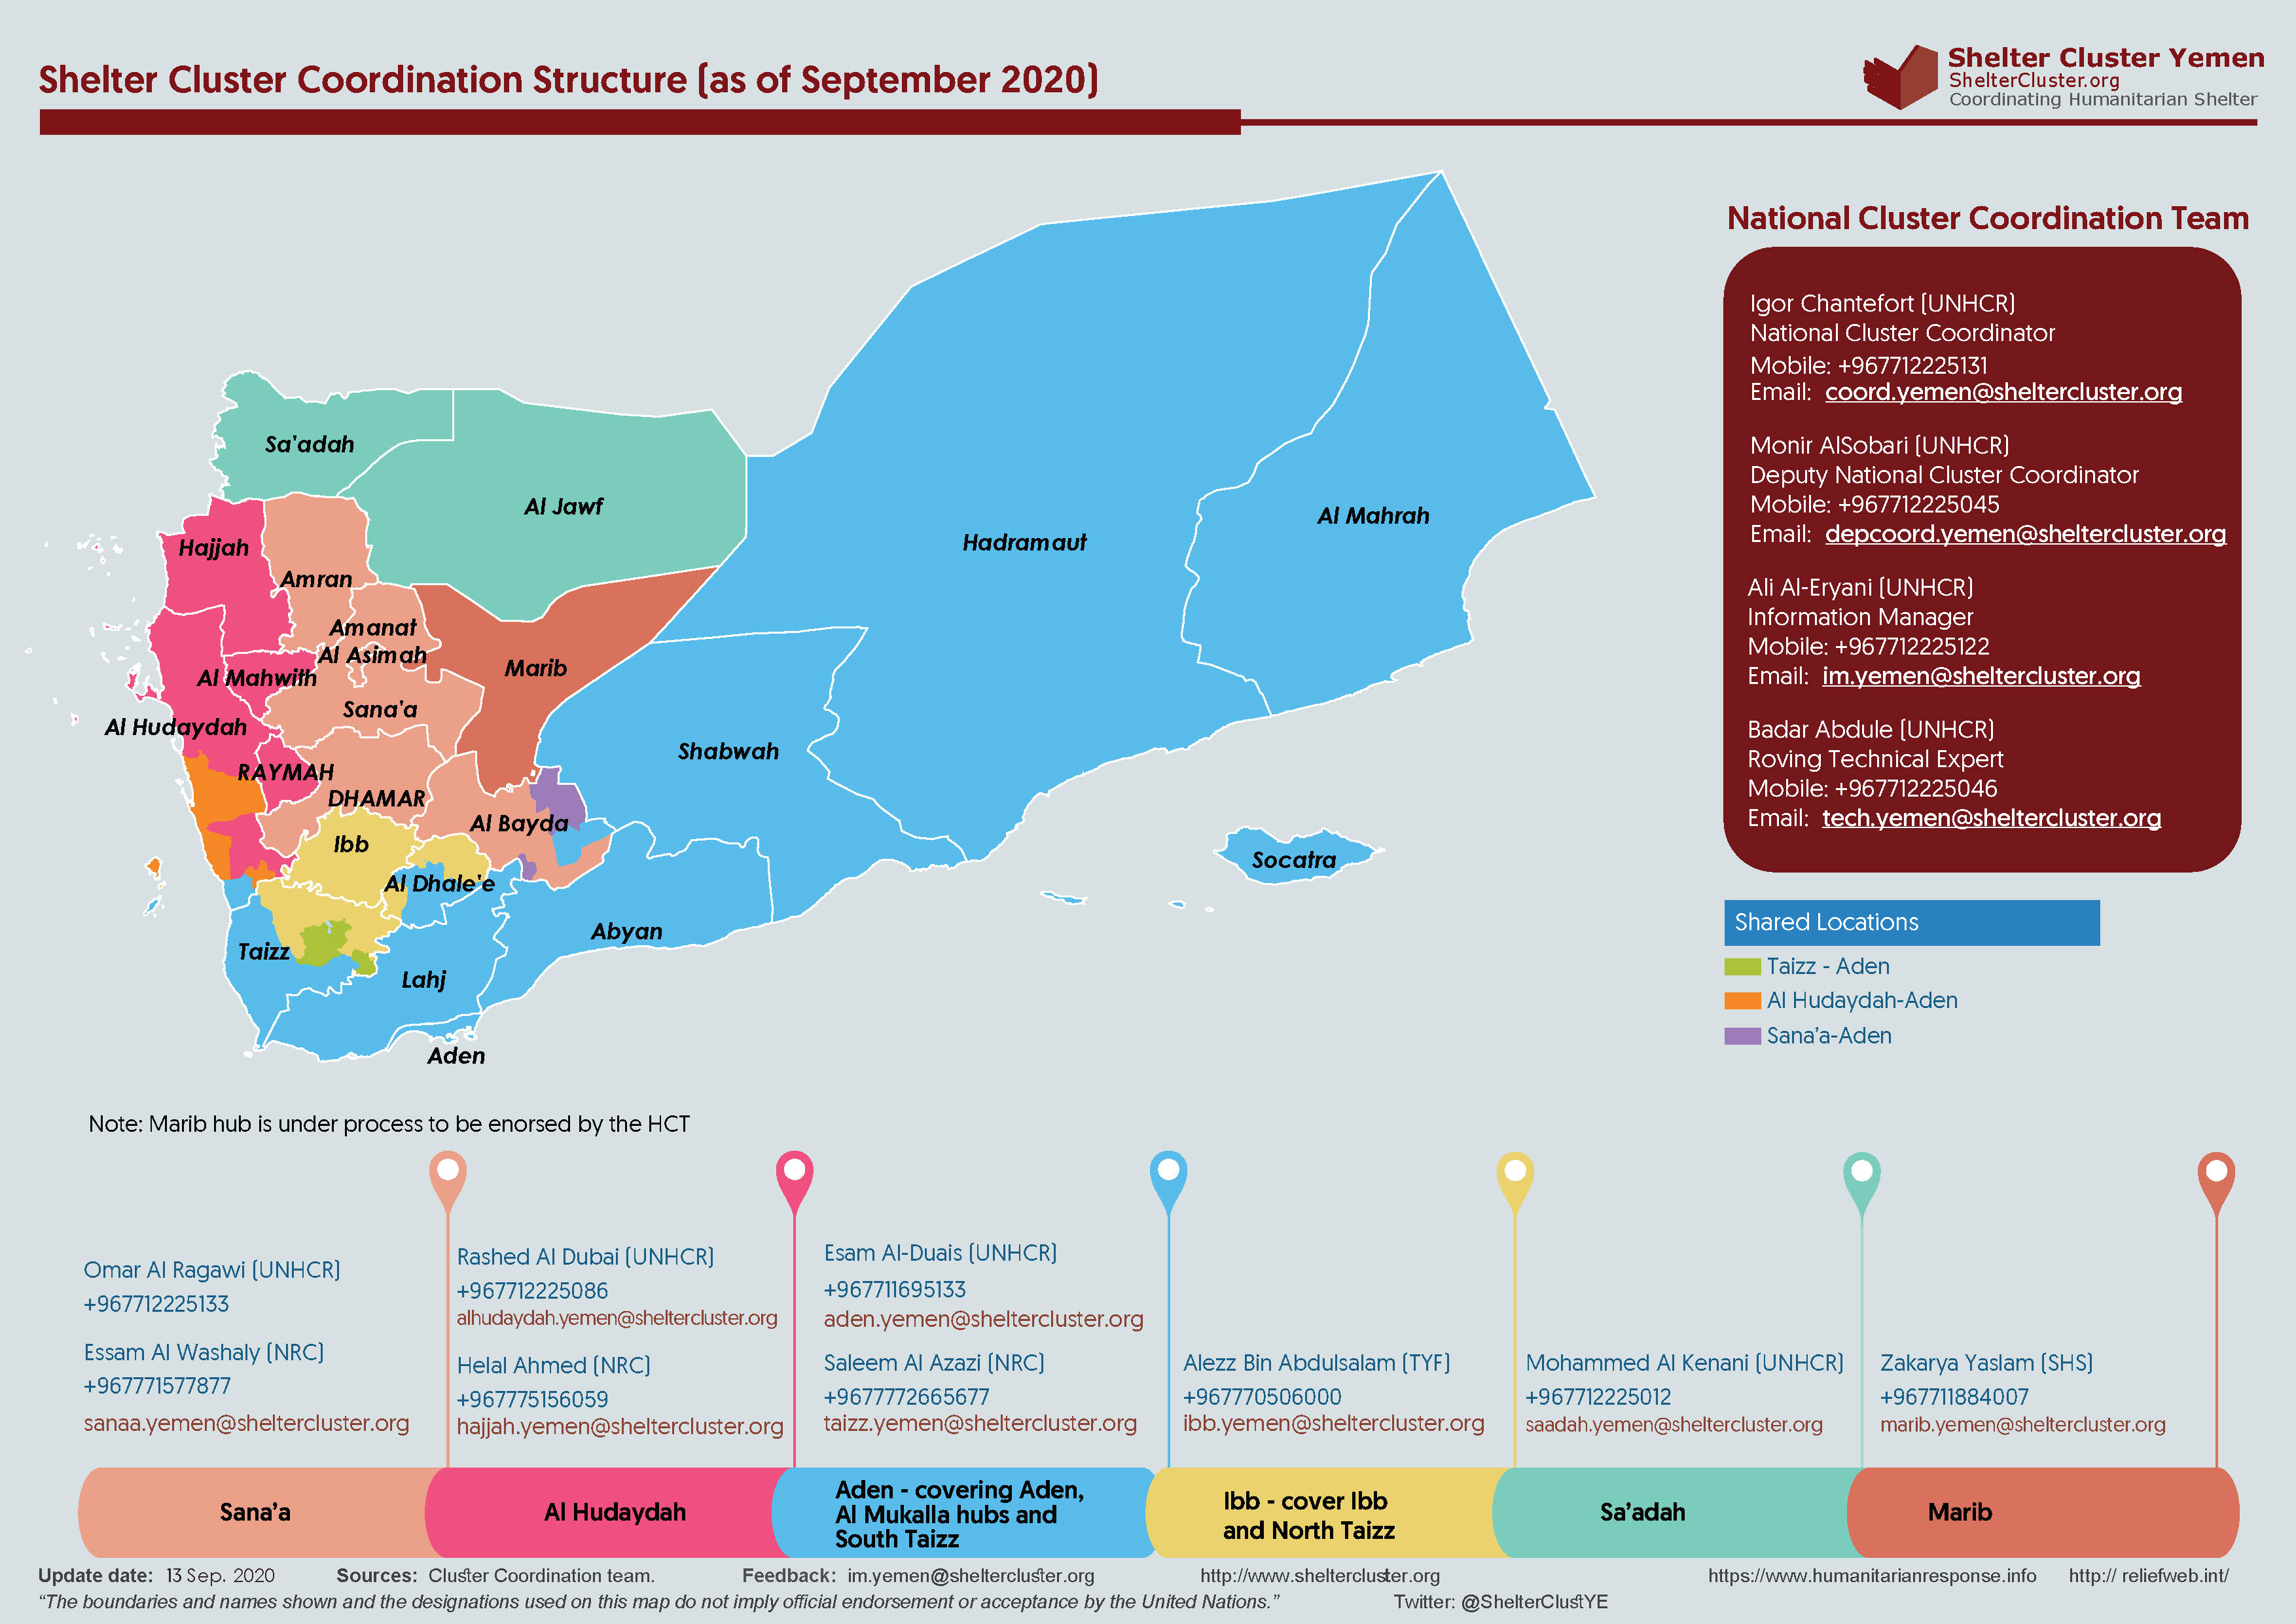 Shelter Cluster Coordination Structure (as of September 2020)
Shelter Cluster Yemen
ShelterCluster.org
Coordinating Humanitarian Shelter
National Cluster Coordination Team
Igor Chantefort (UNHCR)
National Cluster Coordinator
Mobile: +967712225131
Email: coord.yemen@sheltercluster.org
Monir AlSobari (UNHCR)
Deputy National Cluster Coordinator
Mobile: +967712225045
Email: depcoord.yemen@sheltercluster.org
Ali Al-Eryani (UNHCR)
Information Manager
Mobile: +967712225122
Email: im.yemen@sheltercluster.org
Badar Abdule (UNHCR)
Roving Technical Expert
Mobile: +967712225046
Email: tech.yemen@sheltercluster.org
Shared Locations
Taizz - Aden
Al Hudaydah-Aden
Sana’a-Aden
Sa'adah
Al Jawf
Al Mahrah
Hadramaut
Hajjah
Amran
Amanat
Al Asimah
Marib
Al Mahwith
Sana'a
Al Hudaydah
Shabwah
RAYMAH
DHAMAR
Al Bayda
Ibb
Socatra
Al Dhale'e
Abyan
Taizz
Lahj
Aden
Note: Marib hub is under process to be enorsed by the HCT
Omar Al Ragawi (UNHCR)
+967712225133
Essam Al Washaly (NRC)
+967771577877
sanaa.yemen@sheltercluster.org
Rashed Al Dubai (UNHCR)
+967712225086
alhudaydah.yemen@sheltercluster.org
Helal Ahmed (NRC)
+967775156059
hajjah.yemen@sheltercluster.org
Esam Al-Duais (UNHCR)
+967711695133
aden.yemen@sheltercluster.org
Saleem Al Azazi (NRC)
+9677772665677
taizz.yemen@sheltercluster.org
Alezz Bin Abdulsalam (TYF)
+967770506000
ibb.yemen@sheltercluster.org
Mohammed Al Kenani (UNHCR)
+967712225012
saadah.yemen@sheltercluster.org
Zakarya Yaslam (SHS)
+967711884007
marib.yemen@sheltercluster.org
Sana’a
Al Hudaydah
Aden - covering Aden,
Al Mukalla hubs and
South Taizz
Ibb - cover Ibb
and North Taizz
Sa’adah
Marib
Update date: 13 Sep. 2020 Sources: Cluster Coordination team. Feedback: im.yemen@sheltercluster.org http://www.sheltercluster.org https://www.humanitarianresponse.info http:// reliefweb.int/
“The boundaries and names shown and the designations used on this map do not imply official endorsement or acceptance by the United Nations.” Twitter: @ShelterClustYE